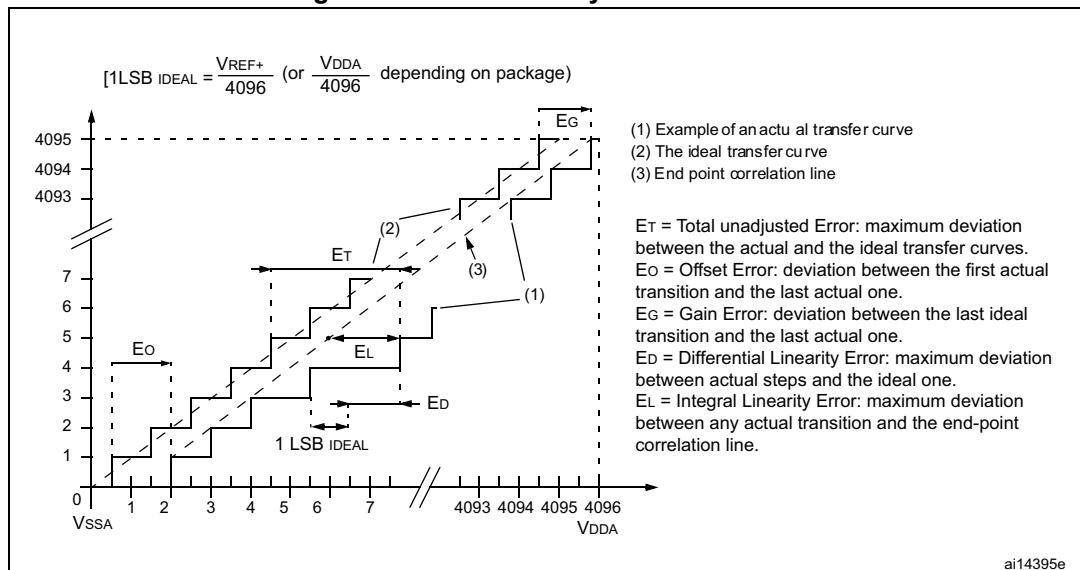 [1LSB IDEAL = VREF+ / 4096 (or VDDA / 4096 depending on package)
EG
(1) Example of an actu al transfer curve
(2) The ideal transfer curve
(3) End point correlation line
4095
4094
4093
(2)
ET
(3)
(1)
7
6
5
4
3
2
1
EO
EL
ED
1 LSB IDEAL
ET = Total unadjusted Error: maximum deviation
between the actual and the ideal transfer curves.
EO = Offset Error: deviation between the first actual
transition and the last actual one.
EG = Gain Error: deviation between the last ideal
transition and the last actual one.
ED = Differential Linearity Error: maximum deviation
between actual steps and the ideal one.
EL = Integral Linearity Error: maximum deviation
between any actual transition and the end-point
correlation line.
0
1 2 3 4 5 6 7 4093 4094 4095 4096
VSSA VDDA
ai14395e